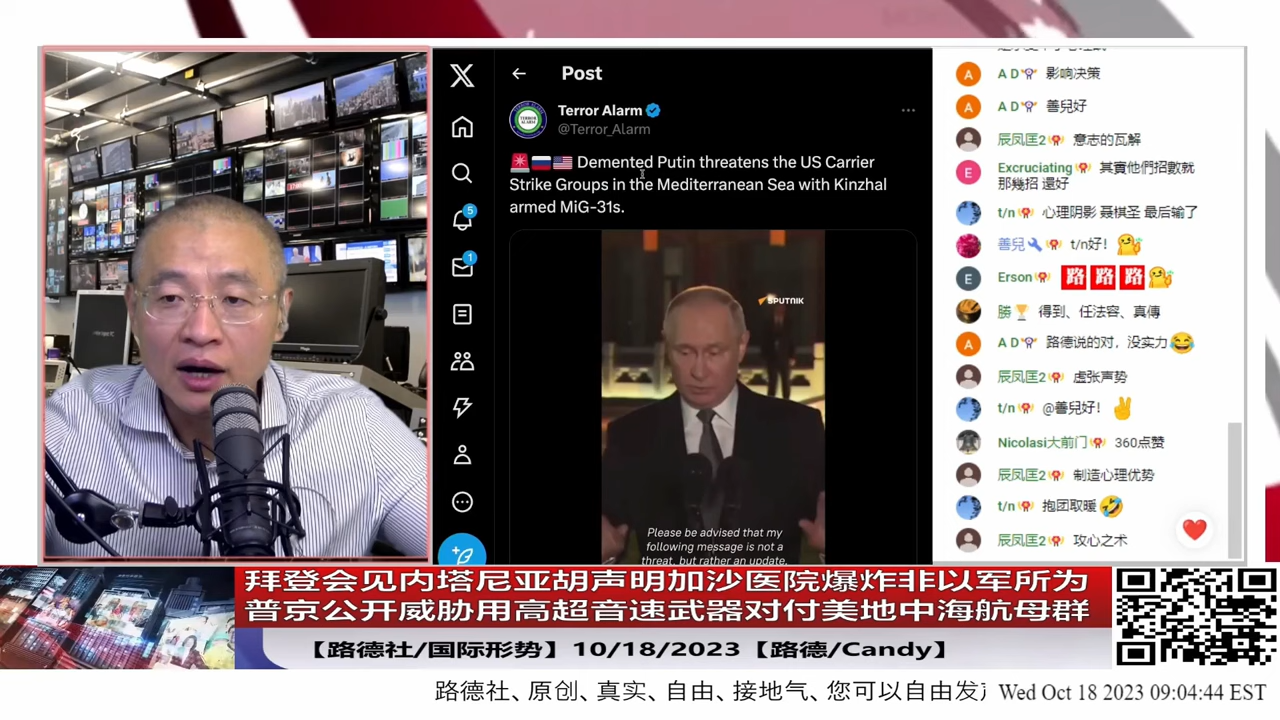 Post
Terror Alarm
@Terror_Alarm
Demented Putin threatens the US Carrier
Strike Groups in the Mediterranean Sea with Kinzhal
armed MiG-31s.
SPUTNIK
Please be advised that my
following message is not a
threat, but rather an update.
5
1
A D 影响决策
A D 善兒好
辰凤匡2 意志的瓦解
Excruciating 其實他們招數就
那幾招 還好
t/n 心理阴影 聂棋圣 最后输了
善兒 t/n好!
Erson 路 路 路
勝 得到、任法容、真傳
A D 路德说的对，没实力
辰凤匡2 虚张声势
t/n @善兒好!
Nicolasi大前门 360点赞
辰凤匡2 制造心理优势
t/n 抱团取暖
辰凤匡2 攻心之术
拜登会见内塔尼亚胡声明加沙医院爆炸非以军所为
普京公开威胁用高超音速武器对付美地中海航母群
【路德社/国际形势】10/18/2023【路德/Candy】
路德社、原创、真实、自由、接地气、您可以自由发
Wed Oct 18 2023 09:04:44 EST